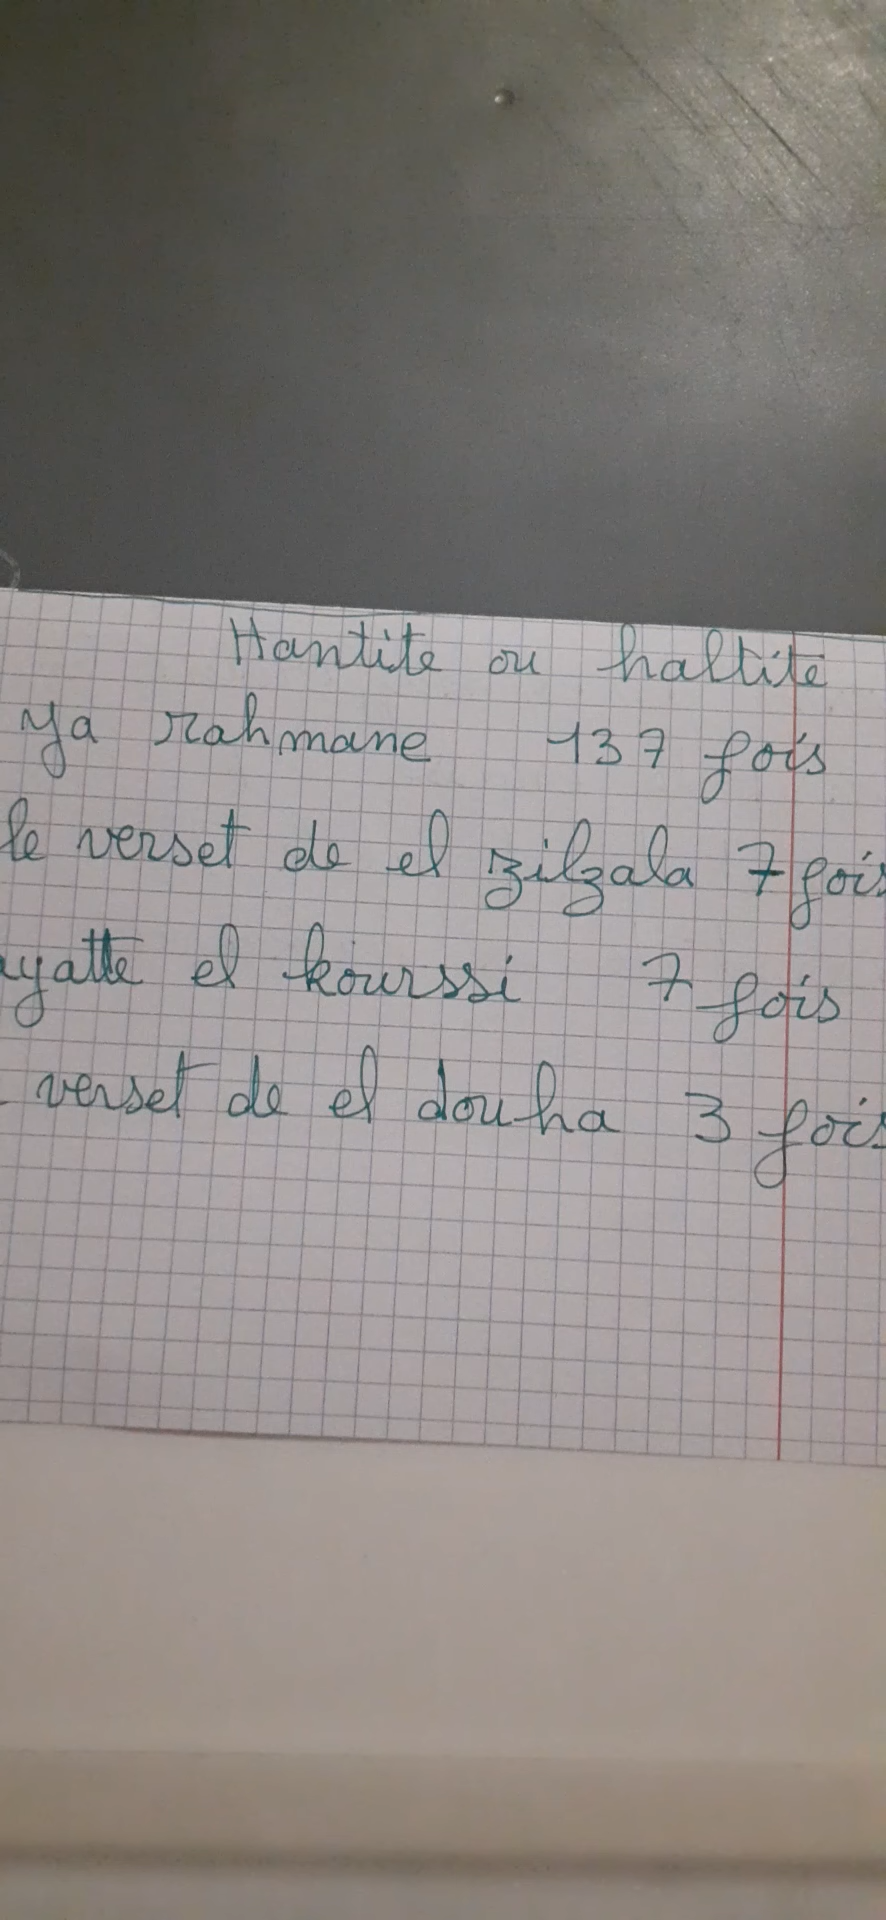 Hantite ou haltite
ya rahmane 137 fois
le verset de el zilzala 7 fois
ayatte el kourssi 7 fois
verset de el douha 3 fois